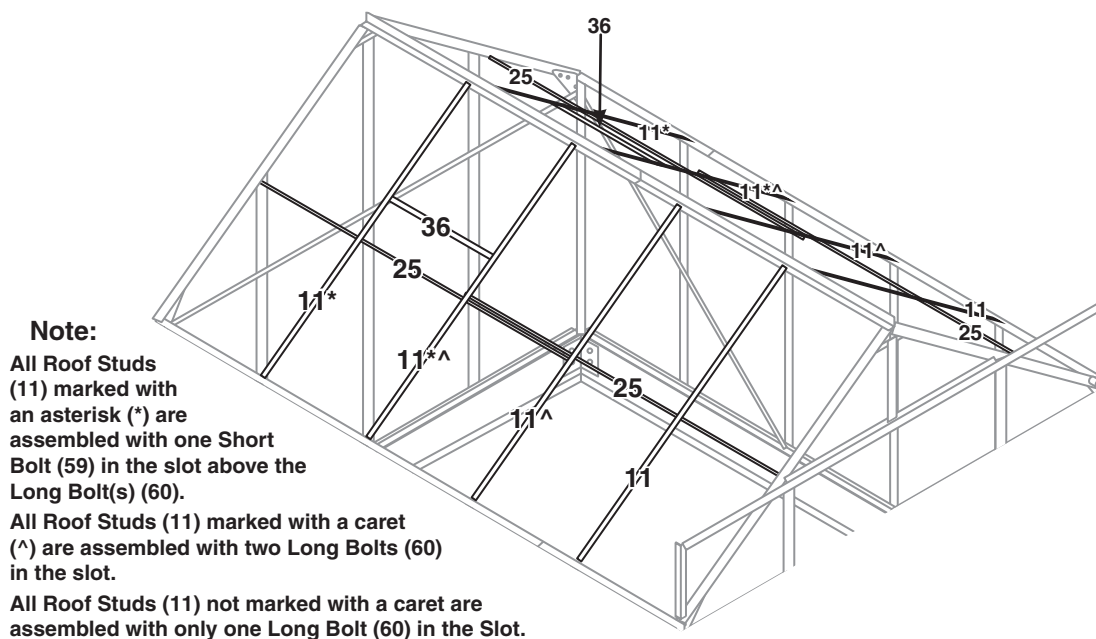 36
25
11*
11*^
11^
11
25
36
25
11*
11*^
25
11^
11
Note:
All Roof Studs
(11) marked with
an asterisk (*) are
assembled with one Short
Bolt (59) in the slot above the
Long Bolt(s) (60).
All Roof Studs (11) marked with a caret
(^) are assembled with two Long Bolts (60)
in the slot.
All Roof Studs (11) not marked with a caret are
assembled with only one Long Bolt (60) in the Slot.